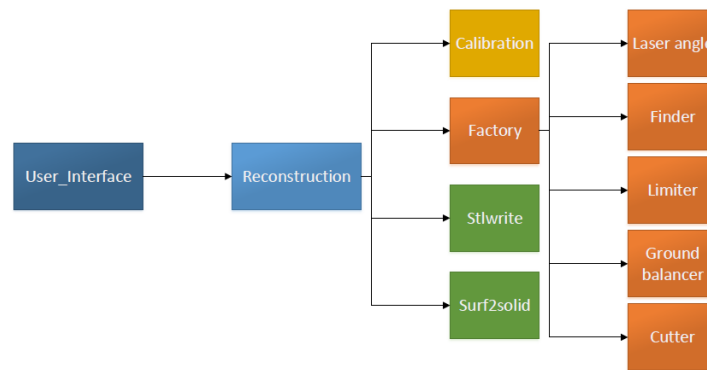 User_Interface
Reconstruction
Calibration
Factory
Stlwrite
Surf2solid
Laser angle
Finder
Limiter
Ground
balancer
Cutter